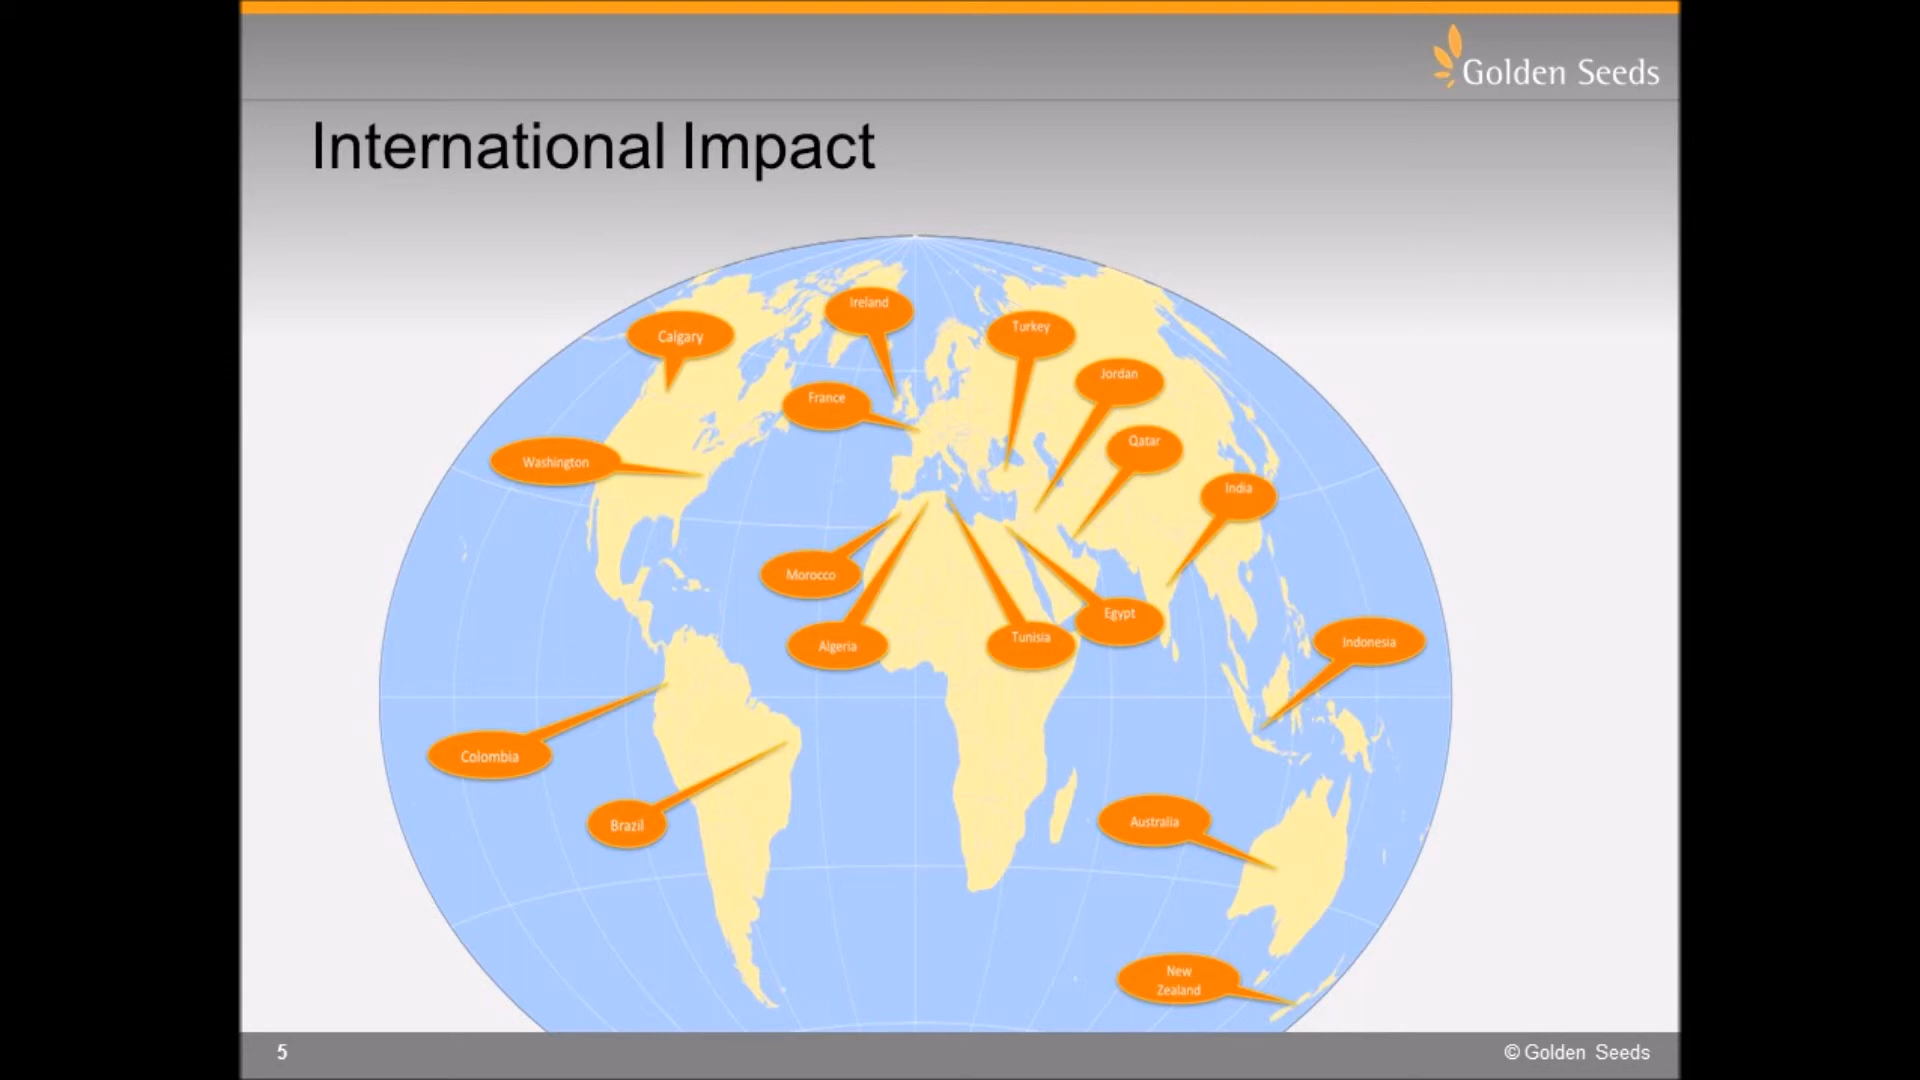 Golden Seeds
International Impact
Ireland
Calgary
Turkey
Jordan
France
Qatar
Washington
India
Morocco
Egypt
Algeria
Tunisia
Indonesia
Colombia
Brazil
Australia
New
Zealand
5
© Golden Seeds